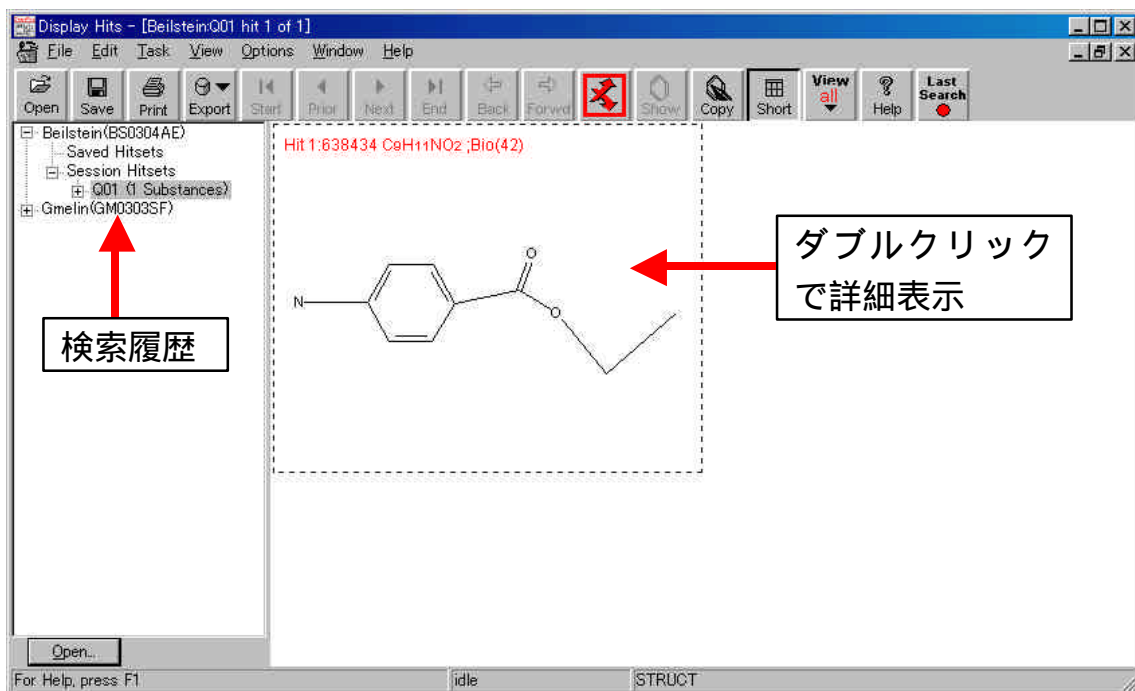 Display Hits - [Beilstein:Q01 hit 1 of 1]
File Edit Task View Options Window Help
Open Save Print Export Start Prior Next End Back Forwd Show Copy Short View all Help Last Search
Beilstein(BS0304AE)
Saved Hitsets
Session Hitsets
Q01 (1 Substances)
Gmelin(GM0303SF)
検索履歴
Hit 1:638434 C9H11NO2 ;Bio(42)
N
O
O
ダブルクリック
で詳細表示
Open...
For Help, press F1 idle STRUCT